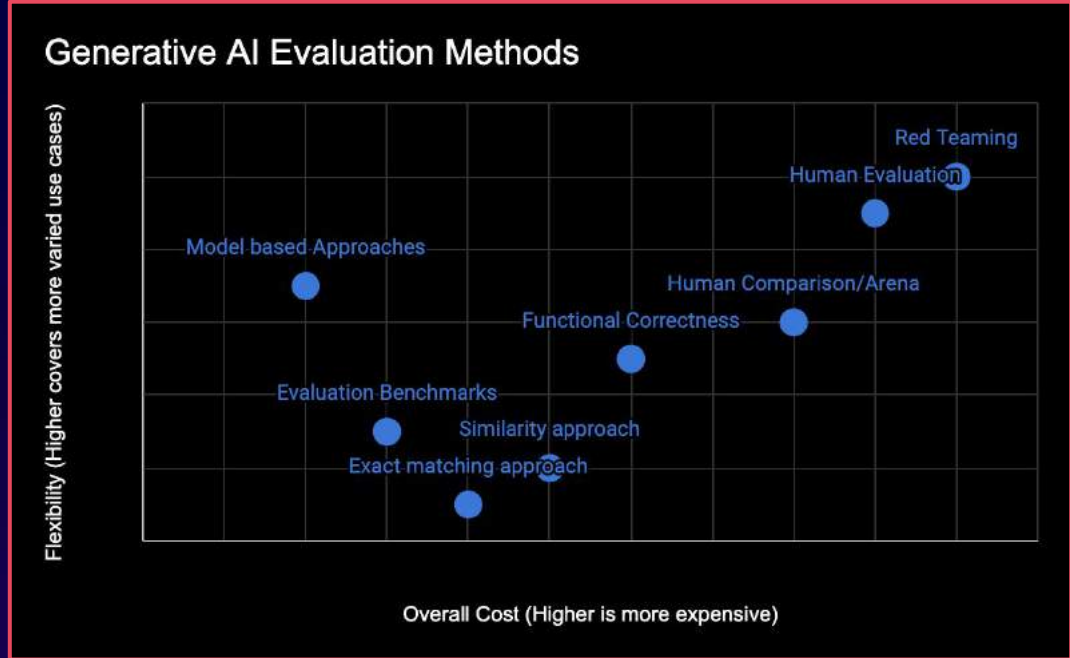 Generative AI Evaluation Methods
Flexibility (Higher covers more varied use cases)
Red Teaming
Human Evaluation
Model based Approaches
Human Comparison/Arena
Functional Correctness
Evaluation Benchmarks
Similarity approach
Exact matching approach
Overall Cost (Higher is more expensive)